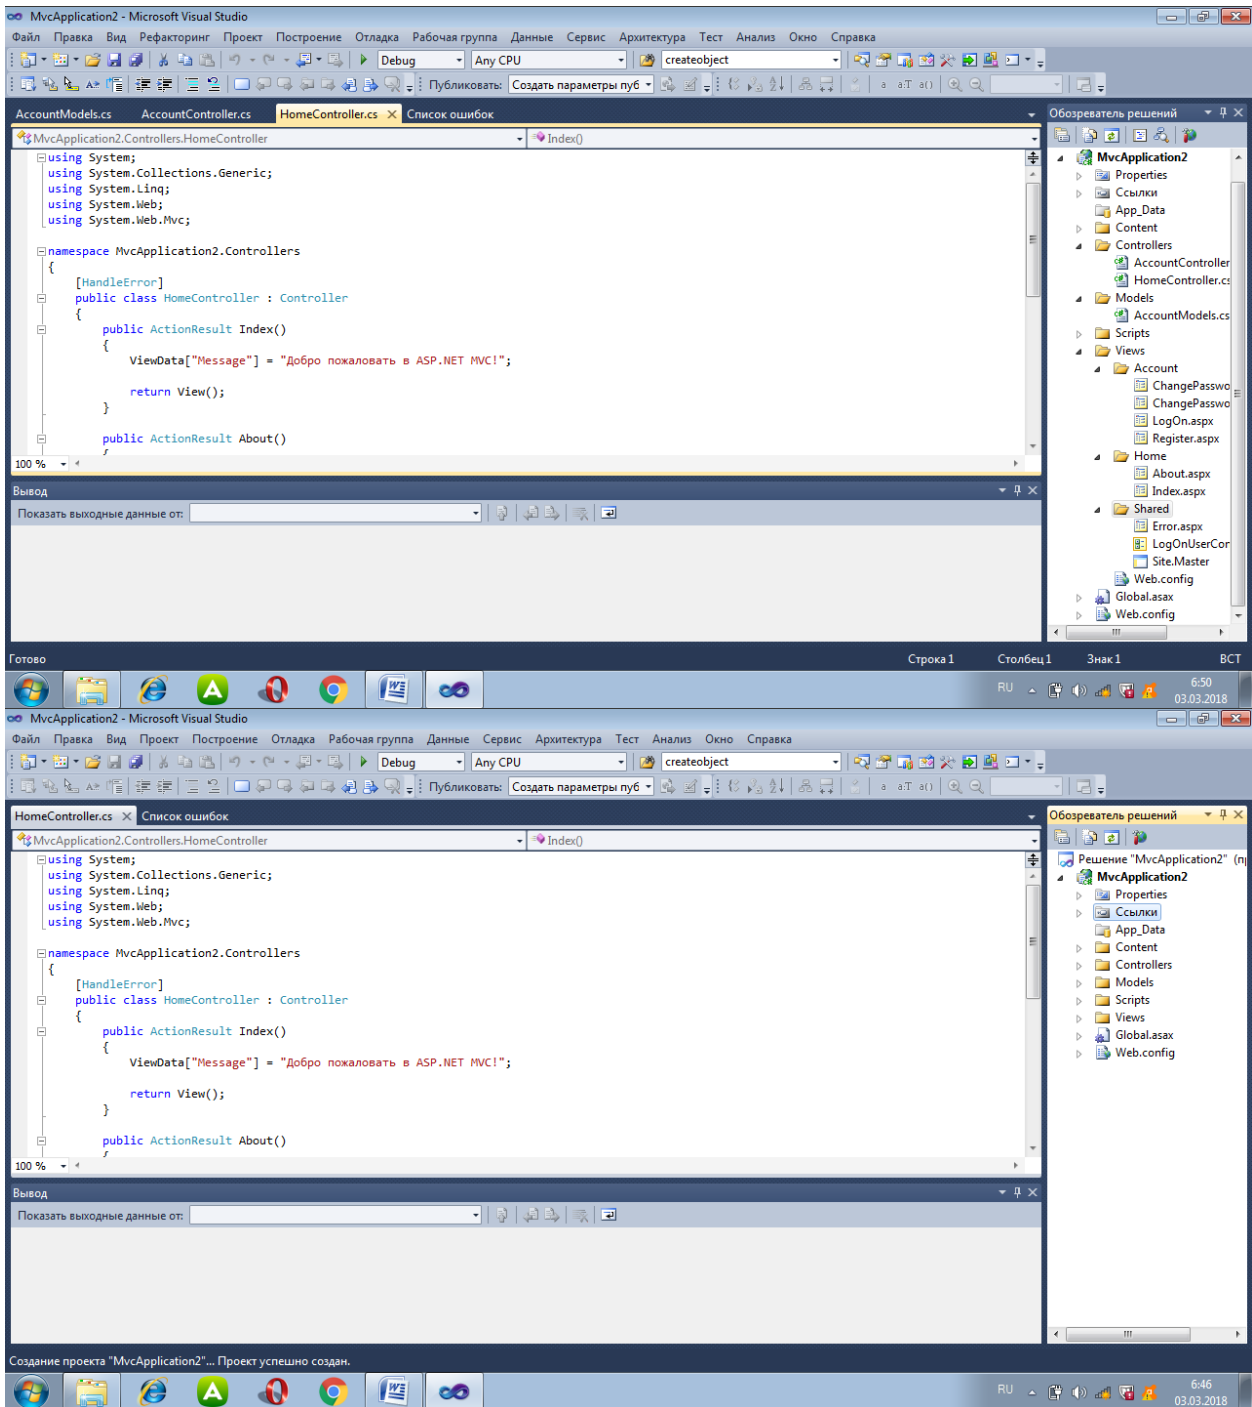 MvcApplication2 - Microsoft Visual Studio
Файл Правка Вид Рефакторинг Проект Построение Отладка Рабочая группа Данные Сервис Архитектура Тест Анализ Окно Справка
Debug Any CPU createobject
Публиковать: Создать параметры пуб
AccountModels.cs AccountController.cs HomeController.cs Список ошибок
Обозреватель решений
MvcApplication2.Controllers.HomeController Index()
using System;
using System.Collections.Generic;
using System.Linq;
using System.Web;
using System.Web.Mvc;
namespace MvcApplication2.Controllers
{
[HandleError]
public class HomeController : Controller
{
public ActionResult Index()
{
ViewData["Message"] = "Добро пожаловать в ASP.NET MVC!";
return View();
}
public ActionResult About()
{
100 %
MvcApplication2
Properties
Ссылки
App_Data
Content
Controllers
AccountController
HomeController.cs
Models
AccountModels.cs
Scripts
Views
Account
ChangePasswo
ChangePasswo
LogOn.aspx
Register.aspx
Home
About.aspx
Index.aspx
Shared
Error.aspx
LogOnUserCor
Site.Master
Web.config
Global.asax
Web.config
Вывод
Показать выходные данные от:
Готово Строка 1 Столбец 1 Знак 1 ВСТ
RU 6:50
03.03.2018
MvcApplication2 - Microsoft Visual Studio
Файл Правка Вид Проект Построение Отладка Рабочая группа Данные Сервис Архитектура Тест Анализ Окно Справка
Debug Any CPU createobject
Публиковать: Создать параметры пуб
HomeController.cs Список ошибок
Обозреватель решений
MvcApplication2.Controllers.HomeController Index()
using System;
using System.Collections.Generic;
using System.Linq;
using System.Web;
using System.Web.Mvc;
namespace MvcApplication2.Controllers
{
[HandleError]
public class HomeController : Controller
{
public ActionResult Index()
{
ViewData["Message"] = "Добро пожаловать в ASP.NET MVC!";
return View();
}
public ActionResult About()
{
100 %
Решение "MvcApplication2" (п
MvcApplication2
Properties
Ссылки
App_Data
Content
Controllers
Models
Scripts
Views
Global.asax
Web.config
Вывод
Показать выходные данные от:
Создание проекта "MvcApplication2"... Проект успешно создан.
RU 6:46
03.03.2018